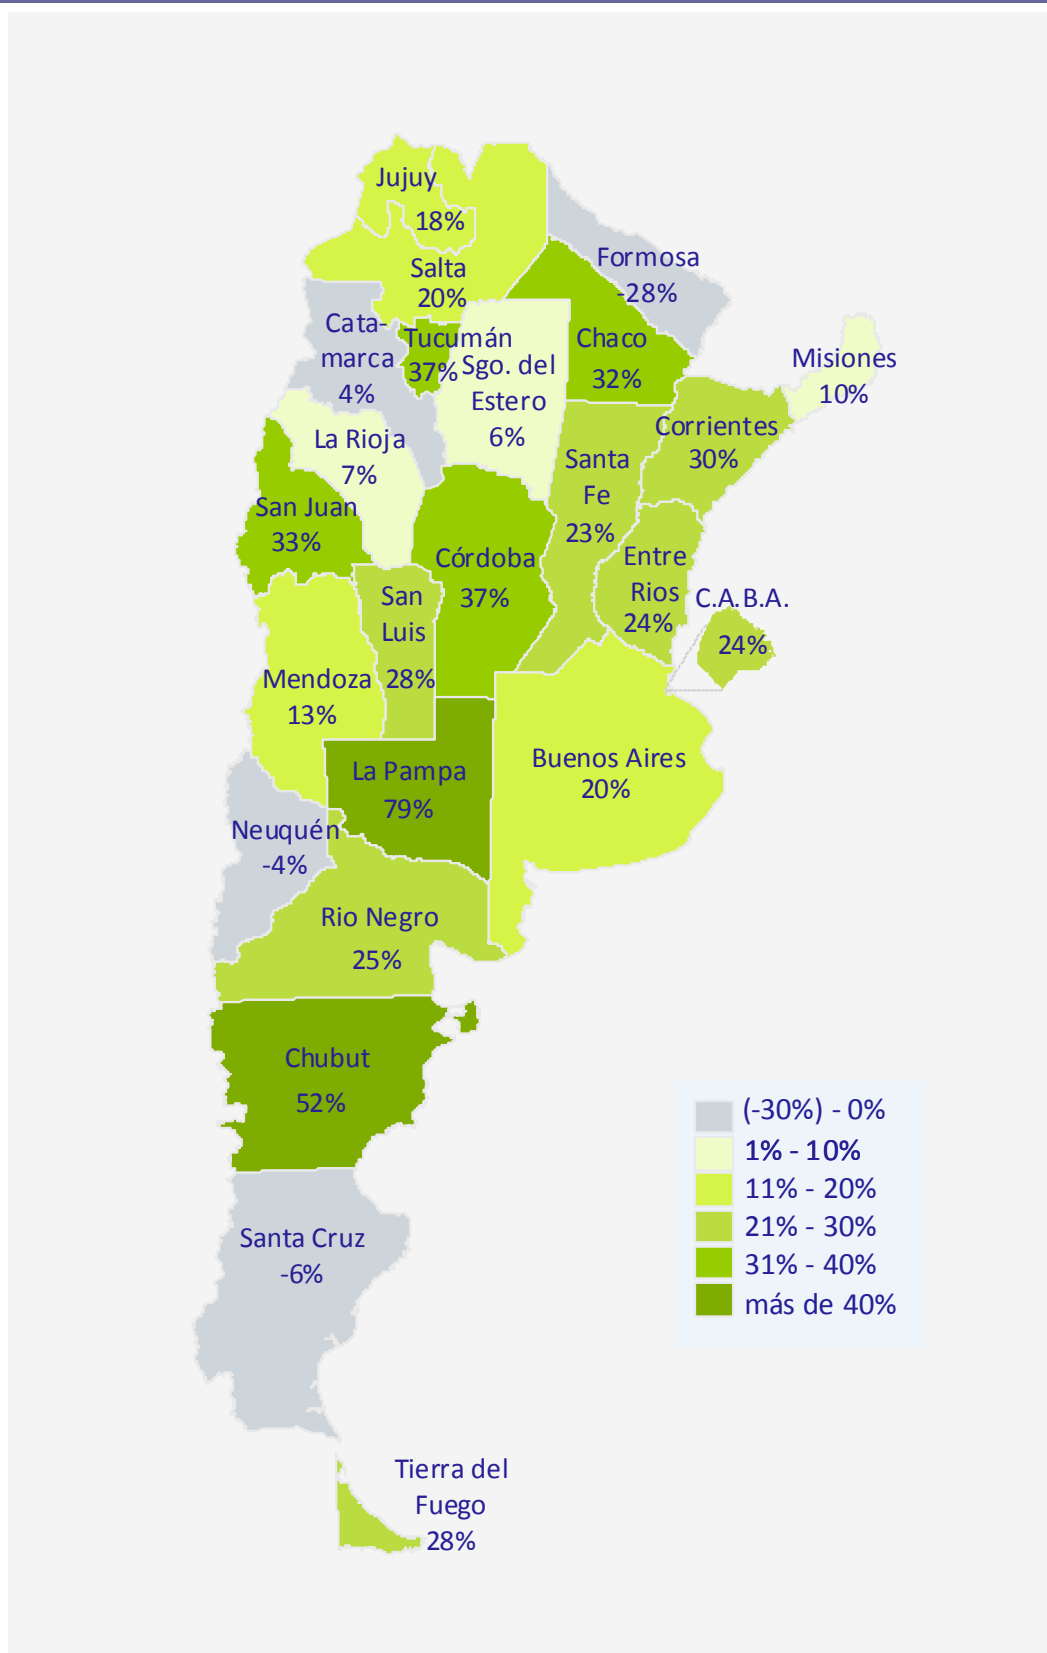 Jujuy
18%
Salta
20%
Formosa
-28%
Cata-
marca
4%
Tucumán
37%
Sgo. del
Estero
6%
Chaco
32%
Misiones
10%
La Rioja
7%
Corrientes
30%
Santa
Fe
23%
San Juan
33%
Córdoba
37%
Entre
Rios
24%
C.A.B.A.
24%
San
Luis
28%
Mendoza
13%
Buenos Aires
20%
La Pampa
79%
Neuquén
-4%
Rio Negro
25%
Chubut
52%
Santa Cruz
-6%
Tierra del
Fuego
28%
(-30%) - 0%
1% - 10%
11% - 20%
21% - 30%
31% - 40%
más de 40%